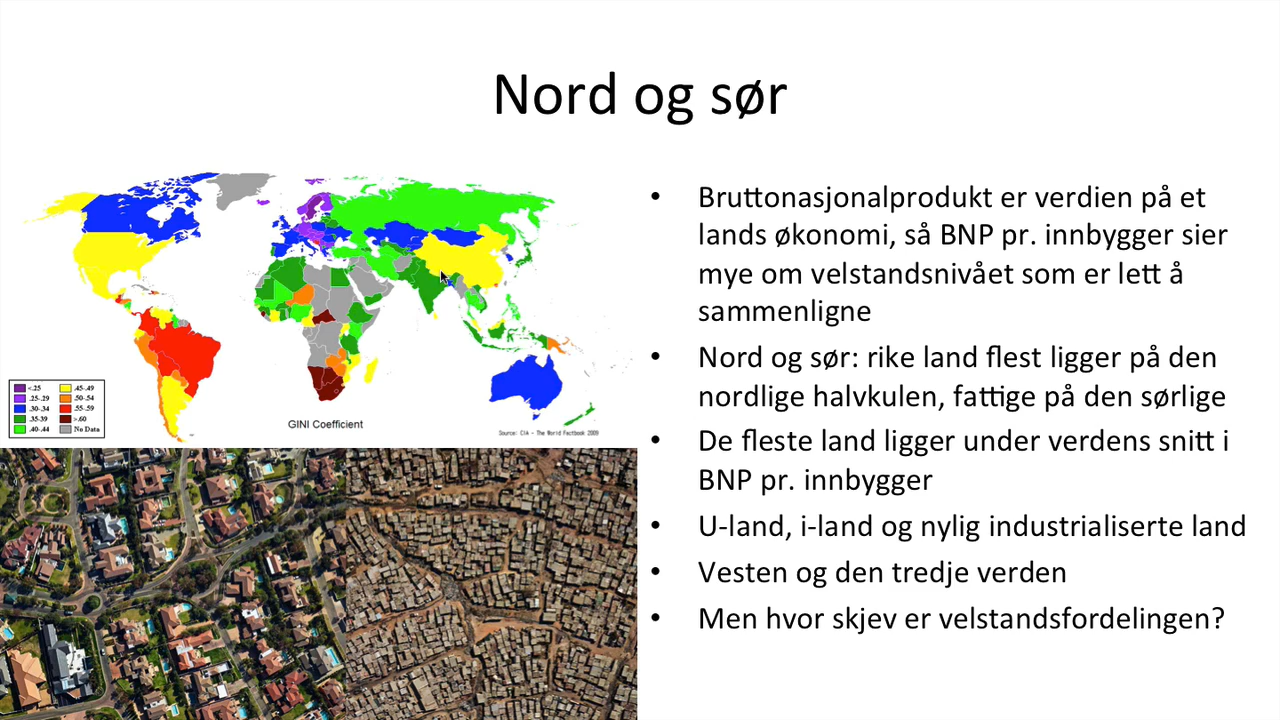 Nord og sør
• Bruttonasjonalprodukt er verdien på et
lands økonomi, så BNP pr. innbygger sier
mye om velstandsnivået som er lett å
sammenligne
• Nord og sør: rike land flest ligger på den
nordlige halvkulen, fattige på den sørlige
• De fleste land ligger under verdens snitt i
BNP pr. innbygger
• U-land, i-land og nylig industrialiserte land
• Vesten og den tredje verden
• Men hvor skjev er velstandsfordelingen?
<.25 .45-.49
.25-.29 .50-.54
.30-.34 .55-.59
.35-39 >.60
.40-.44 No Data
GINI Coefficient
Source: CIA - The World Factbook 2009